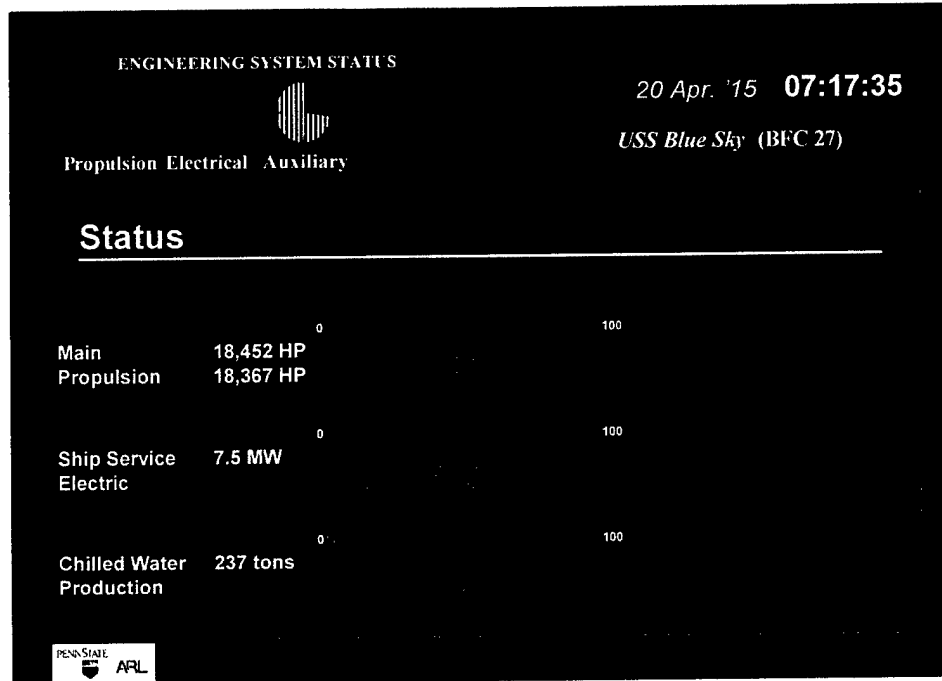 ENGINEERING SYSTEM STATUS
20 Apr. '15 07:17:35
USS Blue Sky (BFC 27)
Propulsion Electrical Auxiliary
Status
0 100
Main 18,452 HP
Propulsion 18,367 HP
0 100
Ship Service 7.5 MW
Electric
0 100
Chilled Water 237 tons
Production
PENNSTATE
ARL